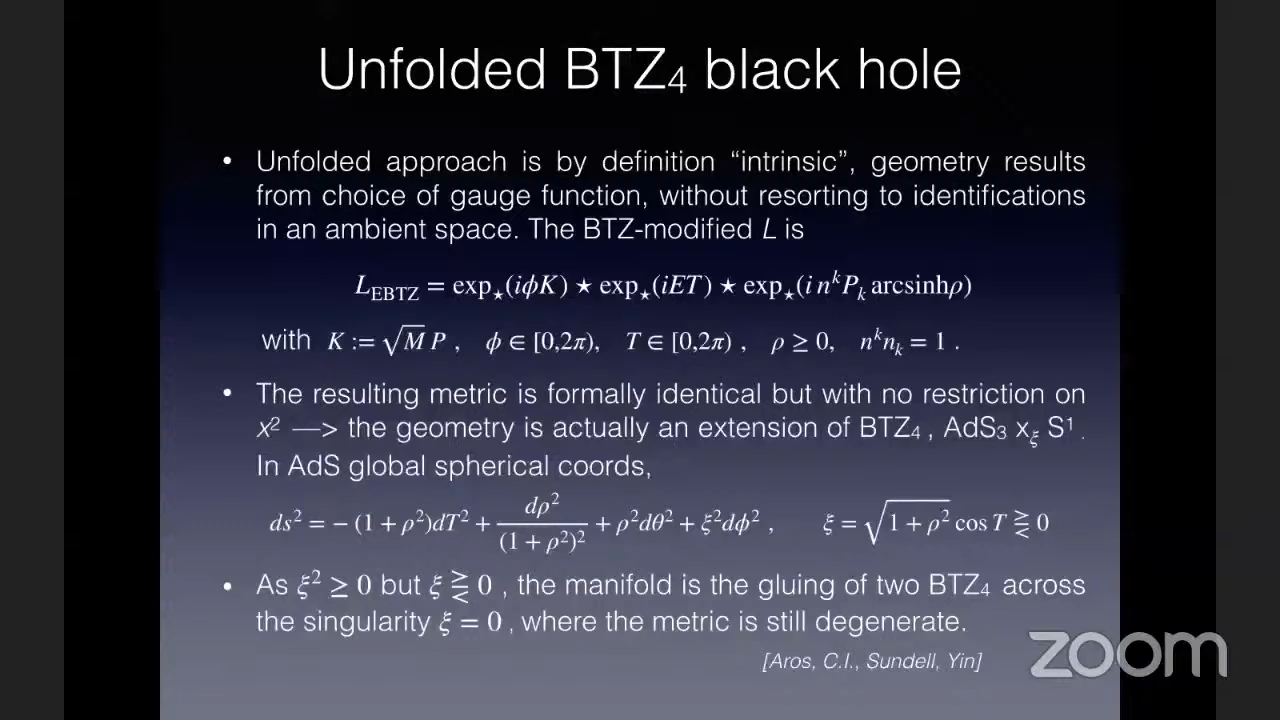 Unfolded BTZ₄ black hole
• Unfolded approach is by definition “intrinsic”, geometry results
from choice of gauge function, without resorting to identifications
in an ambient space. The BTZ-modified L is
L_EBTZ = exp⋆(iϕK) ⋆ exp⋆(iET) ⋆ exp⋆(i nᵏPₖ arcsinhρ)
with K := √M P , ϕ ∈ [0,2π), T ∈ [0,2π) , ρ ≥ 0, nᵏnₖ = 1 .
• The resulting metric is formally identical but with no restriction on
x² —> the geometry is actually an extension of BTZ₄ , AdS₃ x_ξ S¹ .
In AdS global spherical coords,
ds² = − (1 + ρ²)dT² + dρ²/(1 + ρ²)² + ρ²dθ² + ξ²dϕ² , ξ = √(1 + ρ²) cos T ⋛ 0
• As ξ² ≥ 0 but ξ ⋛ 0 , the manifold is the gluing of two BTZ₄ across
the singularity ξ = 0 , where the metric is still degenerate.
[Aros, C.I., Sundell, Yin]
zoom